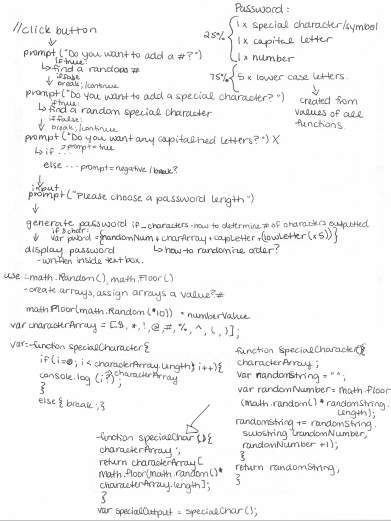 //click button
prompt("Do you want to add a #?")
if true:
↳find a random #
if false
break;/continue
prompt("Do you want to add a special character?")
if true:
↳find a random special character
if false:
break;/continue
prompt("Do you want any capitalized letters?") X
↳if ... prompt = true
else ... prompt=negative/break?
input
prompt("Please choose a password length")
generate password if_characters-how to determine # of characters outputted
if schar:
var pword={randomNum+charArray+capLetter+(lowLetter(x5))}
display password ↳how to randomize order?
-written inside text box.
Password:
25% { 1x special character/symbol
1x capital letter
1x number
75% { 5x lower case letters.
created from
values of all
functions.
use :.math.Random(), math.Floor()
-create arrays, assign arrays a value?#
math.Floor(math.Random(*10)) = numberValue
var characterArray = [$, *, !, @, #, %, ^, (, )];
var=function specialCharacter{
if(i=0; i<characterArray.length; i++){
console.log(i?); characterArray
}
else{break;}
function specialChar(){
characterArray;
return characterArray[
math.floor(math.random()*
characterArray.length];
}
var specialOutput = specialChar();
function specialCharacter(){
characterArray;
var randomString = "";
var randomNumber= math.floor
(math.random()*randomString.
length);
randomString += randomString.
substring(randomNumber,
randomNumber +1);
}
return randomString;
}